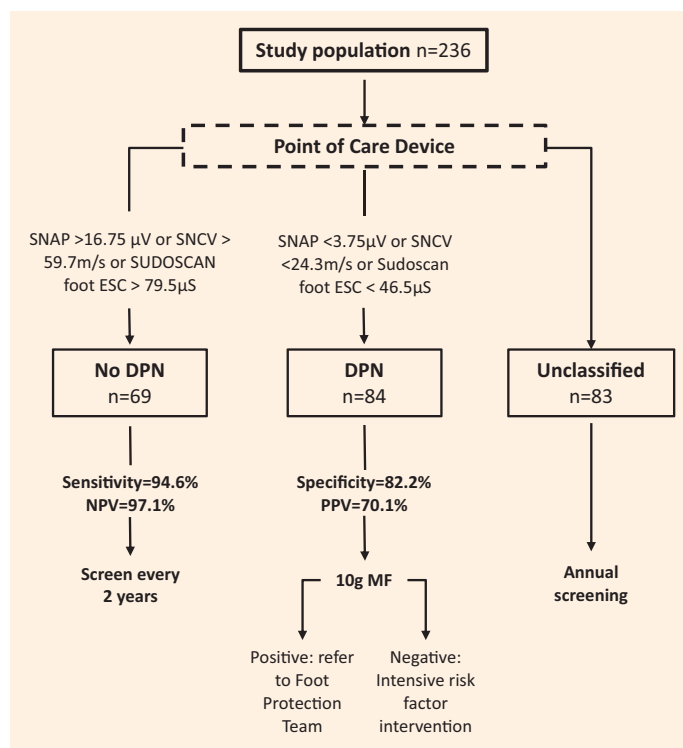 Study population n=236
Point of Care Device
SNAP >16.75 µV or SNCV >
59.7m/s or SUDOSCAN
foot ESC > 79.5µS
SNAP <3.75µV or SNCV
<24.3m/s or Sudoscan
foot ESC < 46.5µS
No DPN
n=69
DPN
n=84
Unclassified
n=83
Sensitivity=94.6%
NPV=97.1%
Specificity=82.2%
PPV=70.1%
Screen every
2 years
10g MF
Annual
screening
Positive: refer
to Foot
Protection
Team
Negative:
Intensive risk
factor
intervention